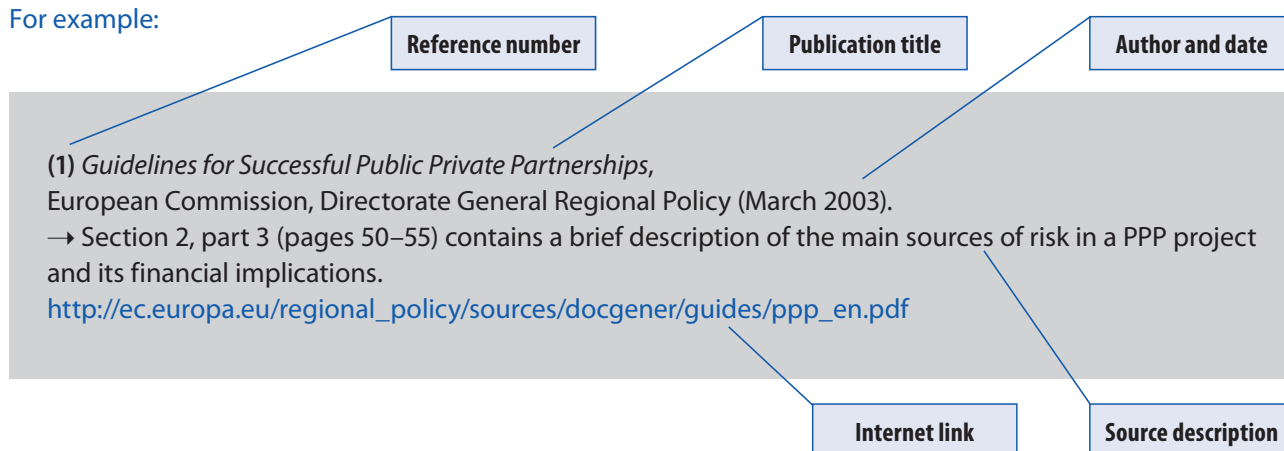 For example:
Reference number
Publication title
Author and date
(1) Guidelines for Successful Public Private Partnerships,
European Commission, Directorate General Regional Policy (March 2003).
→ Section 2, part 3 (pages 50–55) contains a brief description of the main sources of risk in a PPP project
and its financial implications.
http://ec.europa.eu/regional_policy/sources/docgener/guides/ppp_en.pdf
Internet link
Source description